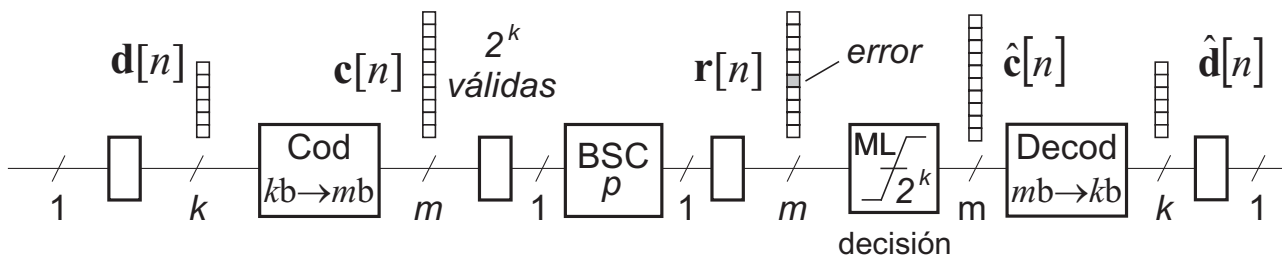 d[n]
c[n]
2^k
válidas
r[n]
error
ĉ[n]
d̂[n]
Cod
kb→mb
BSC
p
ML
2^k
Decod
mb→kb
1
k
m
1
1
m
m
k
1
decisión